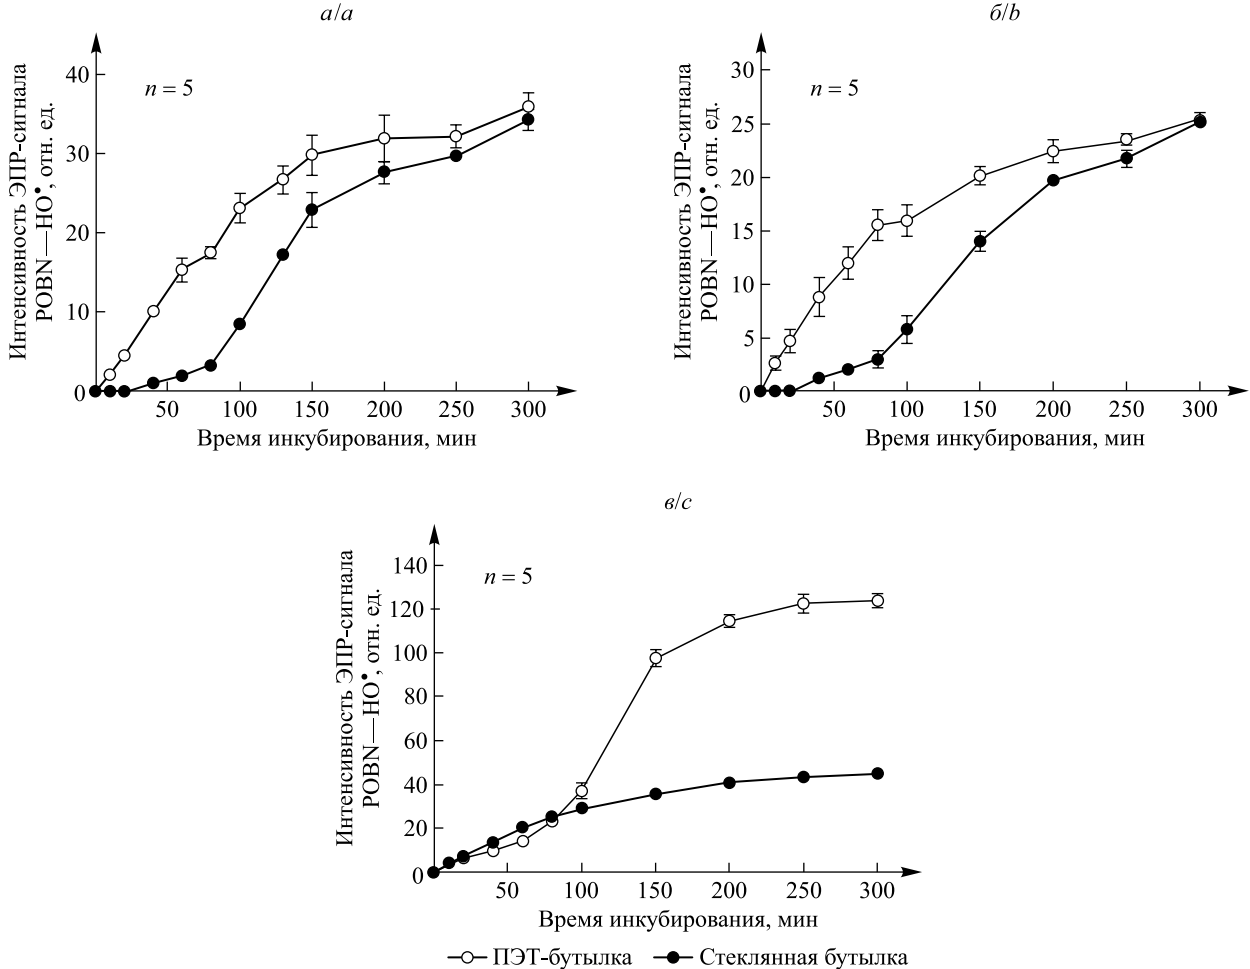 а/a
Интенсивность ЭПР-сигнала
POBN—HO•, отн. ед.
n = 5
40
30
20
10
0
50 100 150 200 250 300
Время инкубирования, мин
б/b
Интенсивность ЭПР-сигнала
POBN—HO•, отн. ед.
n = 5
30
25
20
15
10
5
0
50 100 150 200 250 300
Время инкубирования, мин
в/c
Интенсивность ЭПР-сигнала
POBN—HO•, отн. ед.
n = 5
140
120
100
80
60
40
20
0
50 100 150 200 250 300
Время инкубирования, мин
ПЭТ-бутылка Стеклянная бутылка